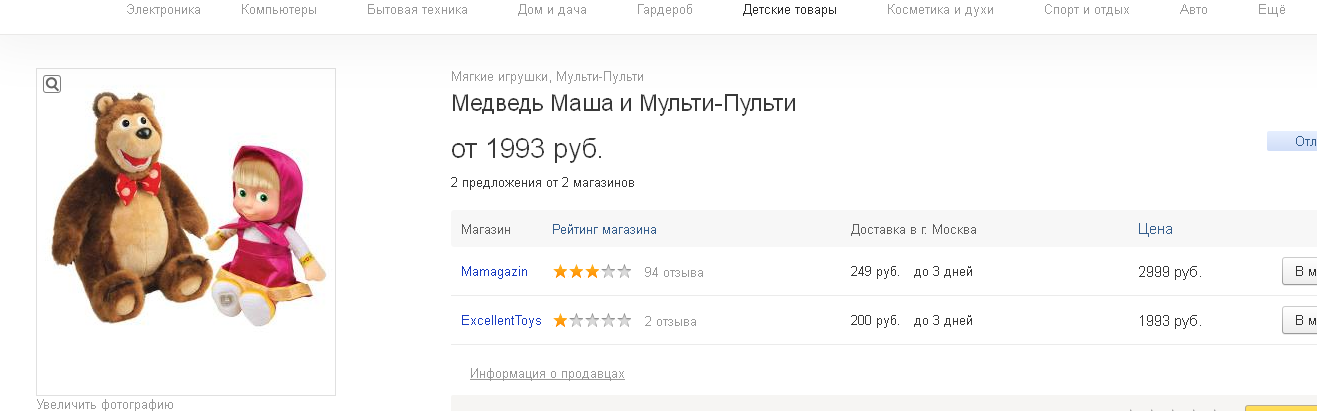 Электроника Компьютеры Бытовая техника Дом и дача Гардероб Детские товары Косметика и духи Спорт и отдых Авто Ещё
Мягкие игрушки, Мульти-Пульти
Медведь Маша и Мульти-Пульти
от 1993 руб.
Отл
2 предложения от 2 магазинов
Магазин Рейтинг магазина Доставка в г. Москва Цена
Mamagazin 94 отзыва 249 руб. до 3 дней 2999 руб. В м
ExcellentToys 2 отзыва 200 руб. до 3 дней 1993 руб. В м
Информация о продавцах
Увеличить фотографию